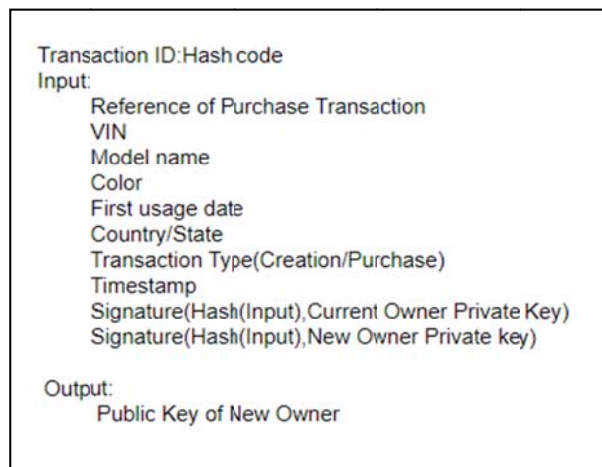 Transaction ID:Hash code
Input:
Reference of Purchase Transaction
VIN
Model name
Color
First usage date
Country/State
Transaction Type(Creation/Purchase)
Timestamp
Signature(Hash(Input),Current Owner Private Key)
Signature(Hash(Input),New Owner Private key)
Output:
Public Key of New Owner